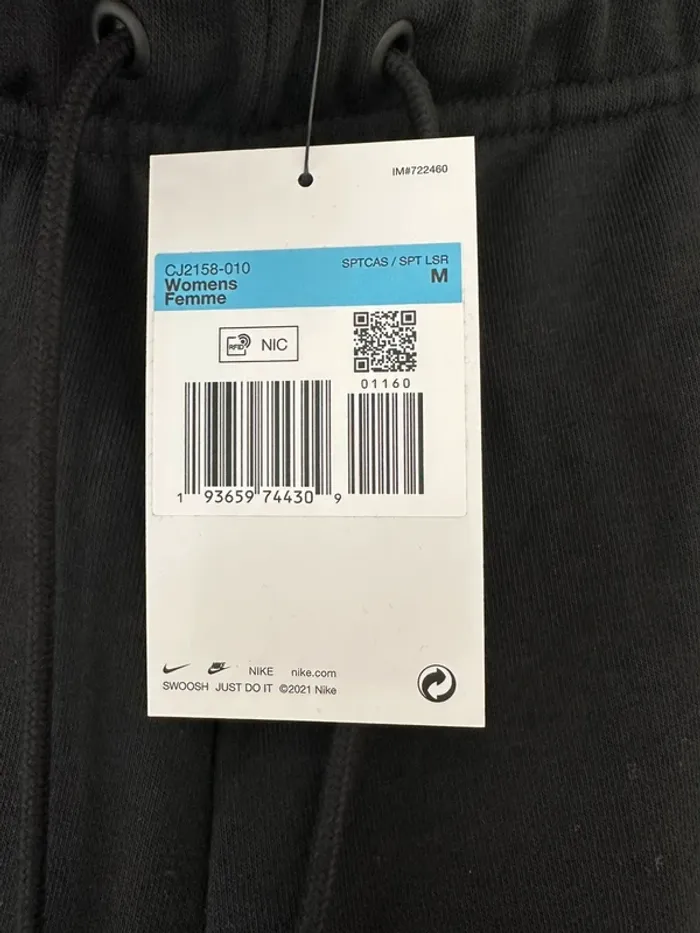 IM#722460
CJ2158-010
SPTCAS / SPT LSR
Womens
M
Femme
RFID NIC
01160
1 93659 74430 9
NIKE nike.com
SWOOSH JUST DO IT ©2021 Nike